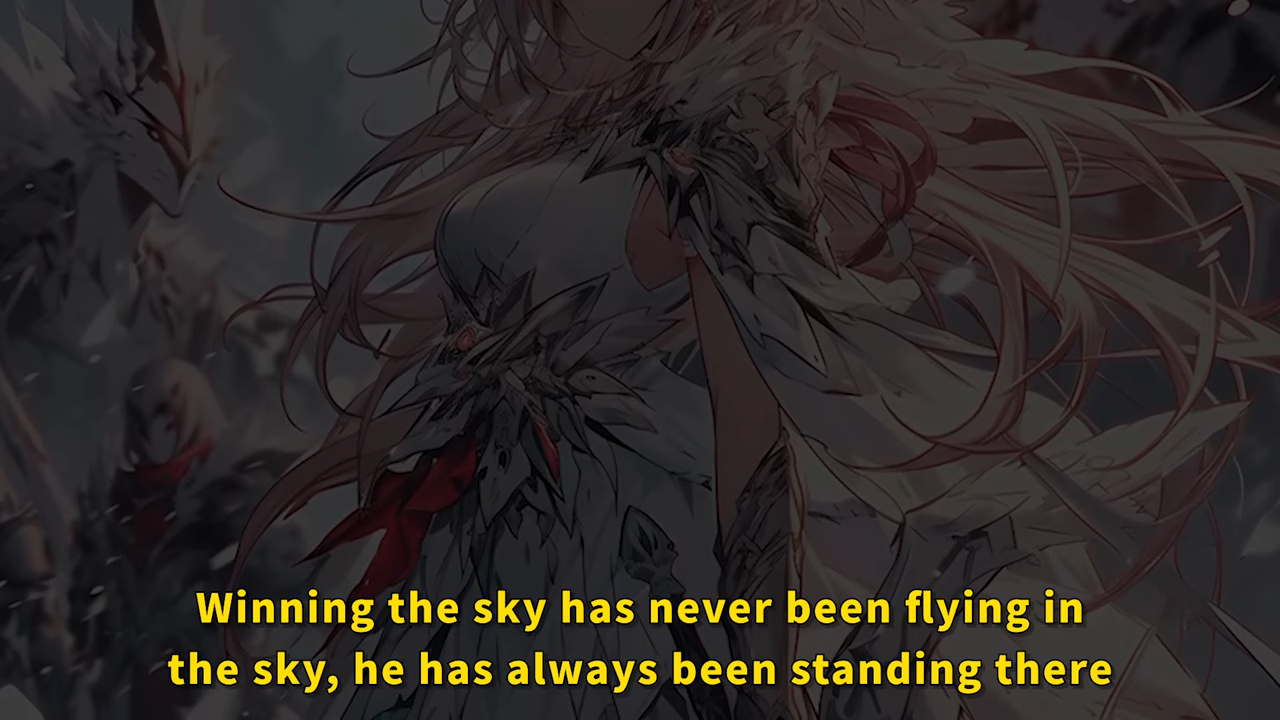 Winning the sky has never been flying in
the sky, he has always been standing there